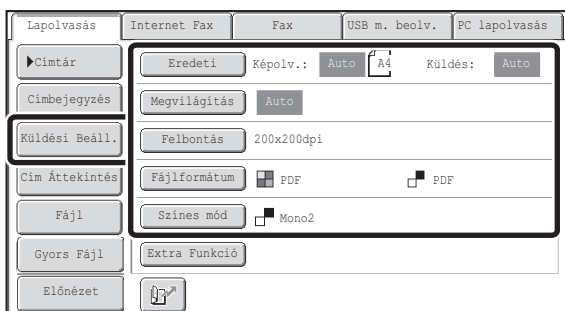 Lapolvasás Internet Fax Fax USB m. beolv. PC lapolvasás
Címtár Eredeti Képolv.: Auto A4 Küldés: Auto
Címbejegyzés Megvilágítás Auto
Küldési Beáll. Felbontás 200x200dpi
Cím Áttekintés Fájlformátum PDF PDF
Fájl Színes mód Mono2
Gyors Fájl Extra Funkció
Előnézet